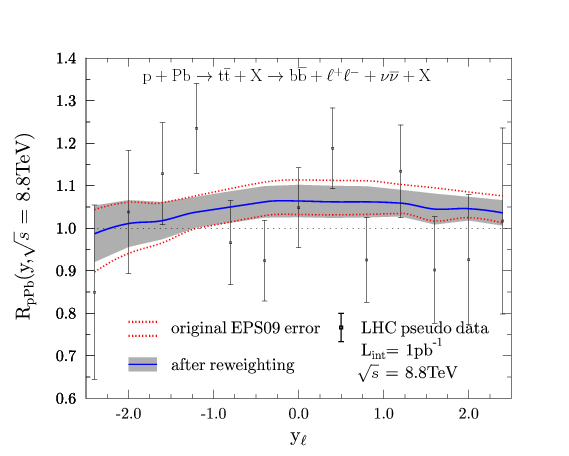 p + Pb → tt̄ + X → bb̅ + ℓ⁺ℓ⁻ + νν̅ + X
R_pPb(y,√s = 8.8TeV)
1.4
1.3
1.2
1.1
1.0
0.9
0.8
0.7
0.6
original EPS09 error
after reweighting
LHC pseudo data
L_int= 1pb⁻¹
√s = 8.8TeV
-2.0 -1.0 0.0 1.0 2.0
y_ℓ